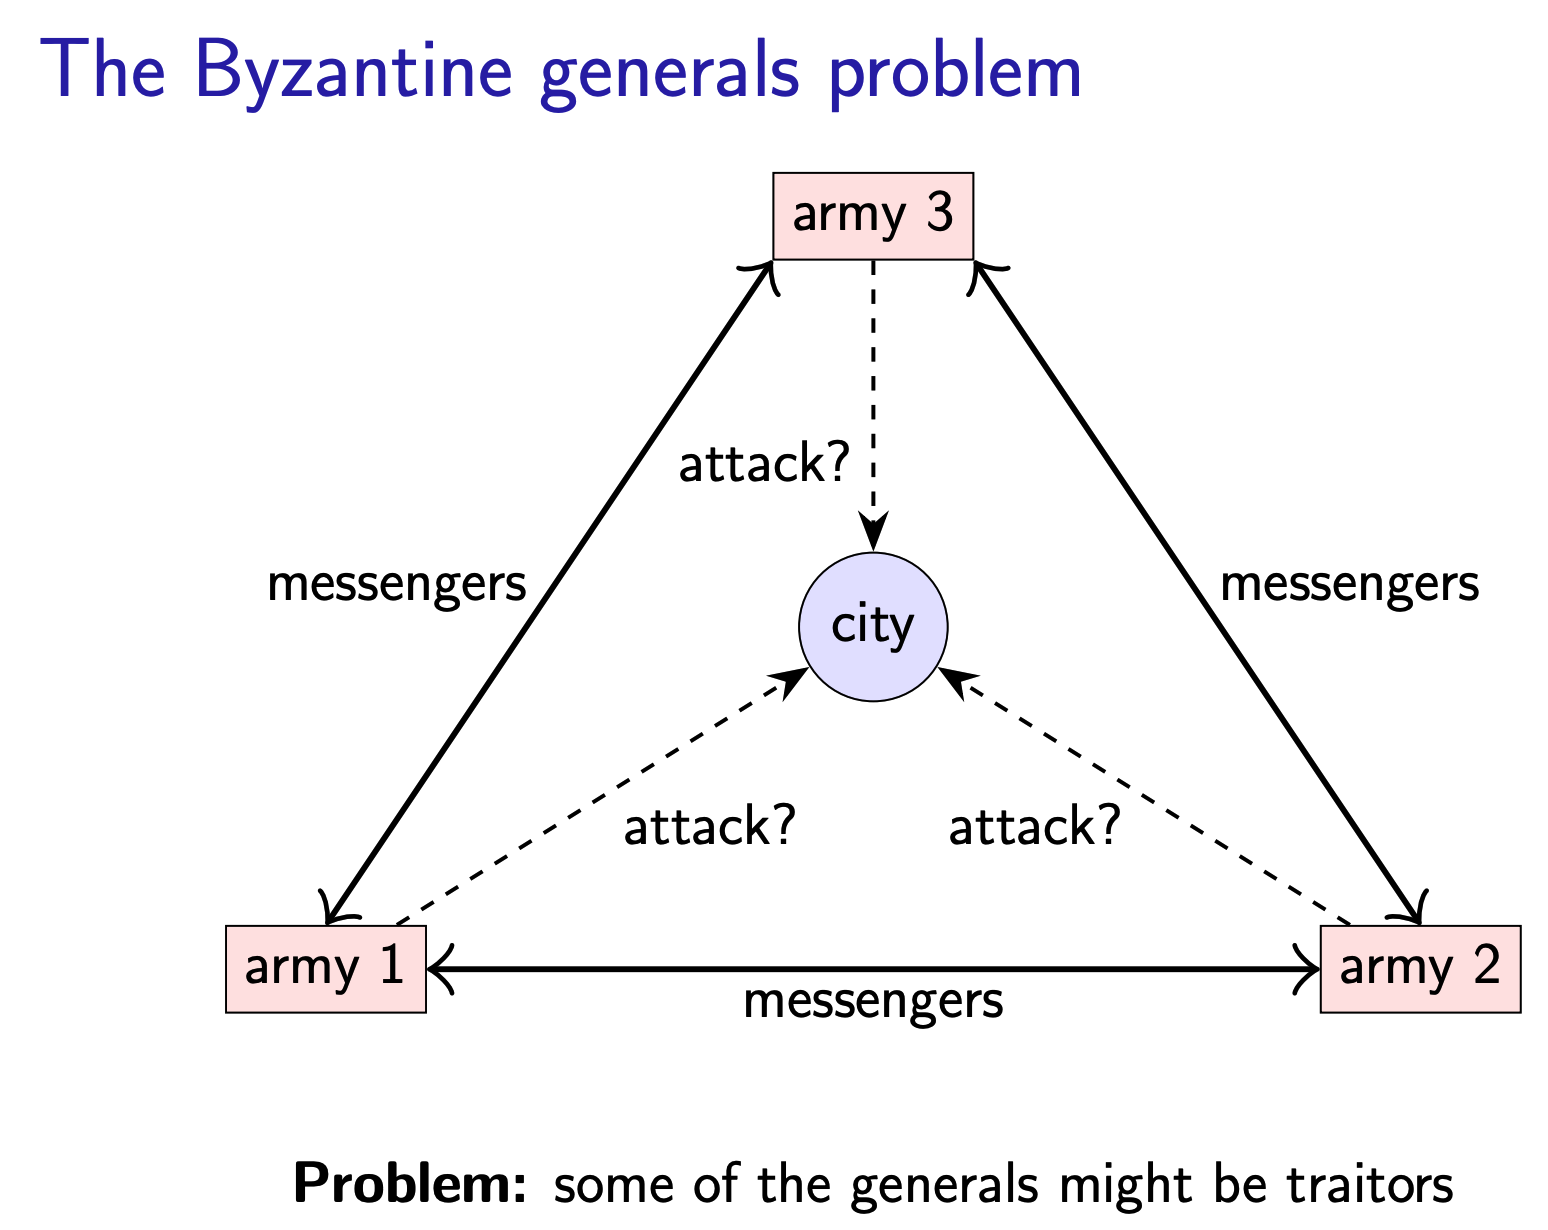 The Byzantine generals problem
army 3
attack?
messengers
messengers
city
attack?
attack?
army 1
army 2
messengers
Problem: some of the generals might be traitors